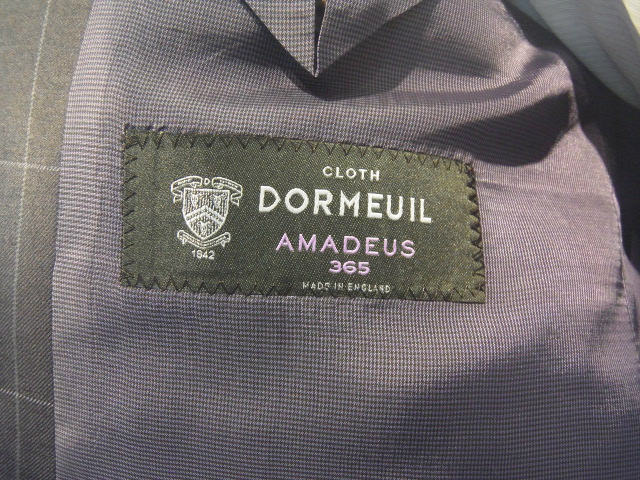 CLOTH
DORMEUIL
AMADEUS
365
MADE IN ENGLAND
D
1842